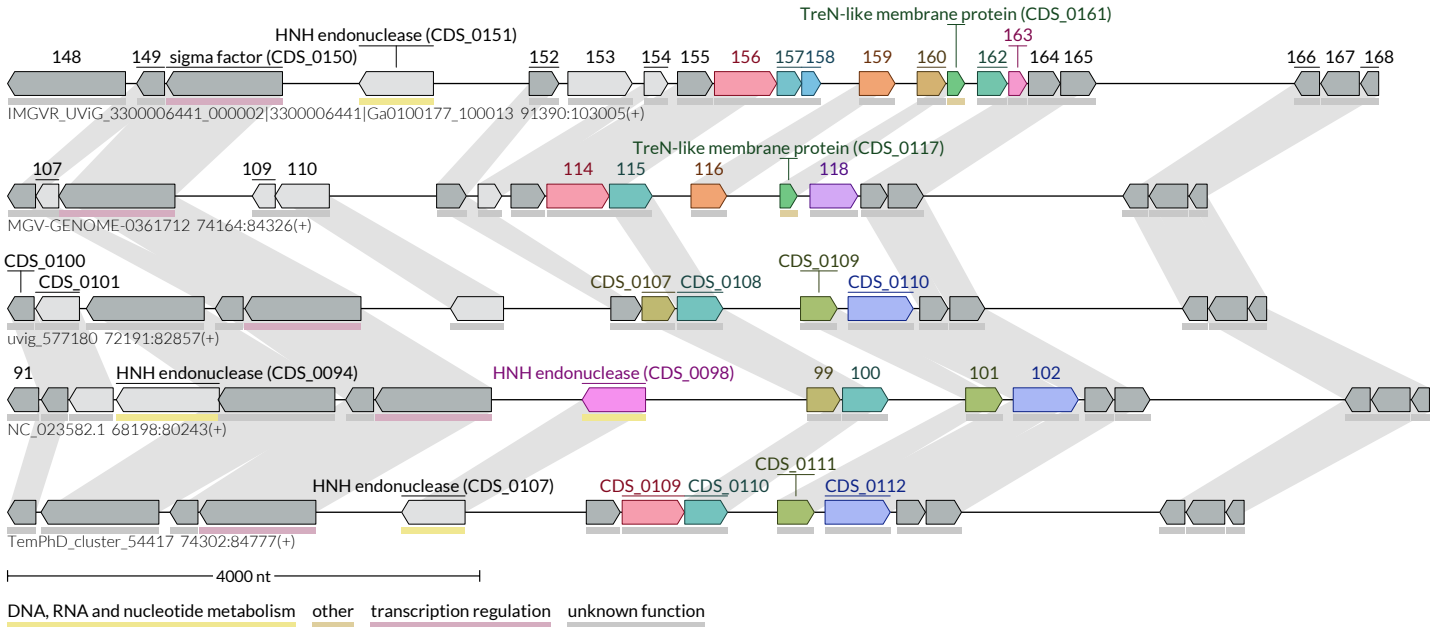 TreN-like membrane protein (CDS_0161)
HNH endonuclease (CDS_0151) 163
148 149 sigma factor (CDS_0150) 152 153 154 155 156 157 158 159 160 162 164 165 166 167 168
IMGVR_UViG_3300006441_000002|3300006441|Ga0100177_100013 91390:103005(+)
TreN-like membrane protein (CDS_0117)
107 109 110 114 115 116 118
MGV-GENOME-0361712 74164:84326(+)
CDS_0100 CDS_0109
CDS_0101 CDS_0107 CDS_0108 CDS_0110
uvig_577180 72191:82857(+)
91 HNH endonuclease (CDS_0094) HNH endonuclease (CDS_0098) 99 100 101 102
NC_023582.1 68198:80243(+)
CDS_0111
HNH endonuclease (CDS_0107) CDS_0109 CDS_0110 CDS_0112
TemPhD_cluster_54417 74302:84777(+)
4000 nt
DNA, RNA and nucleotide metabolism other transcription regulation unknown function